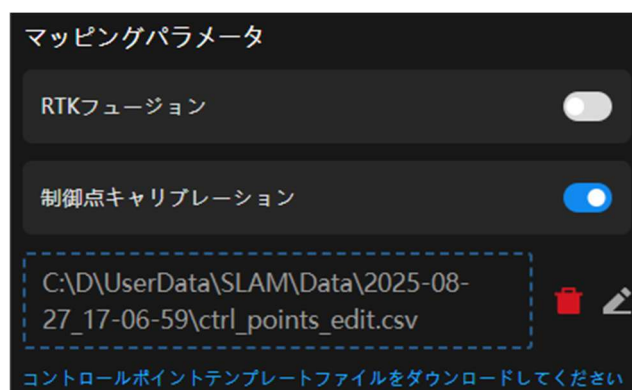 マッピングパラメータ
RTKフュージョン
制御点キャリブレーション
C:\D\UserData\SLAM\Data\2025-08-
27_17-06-59\ctrl_points_edit.csv
コントロールポイントテンプレートファイルをダウンロードしてください